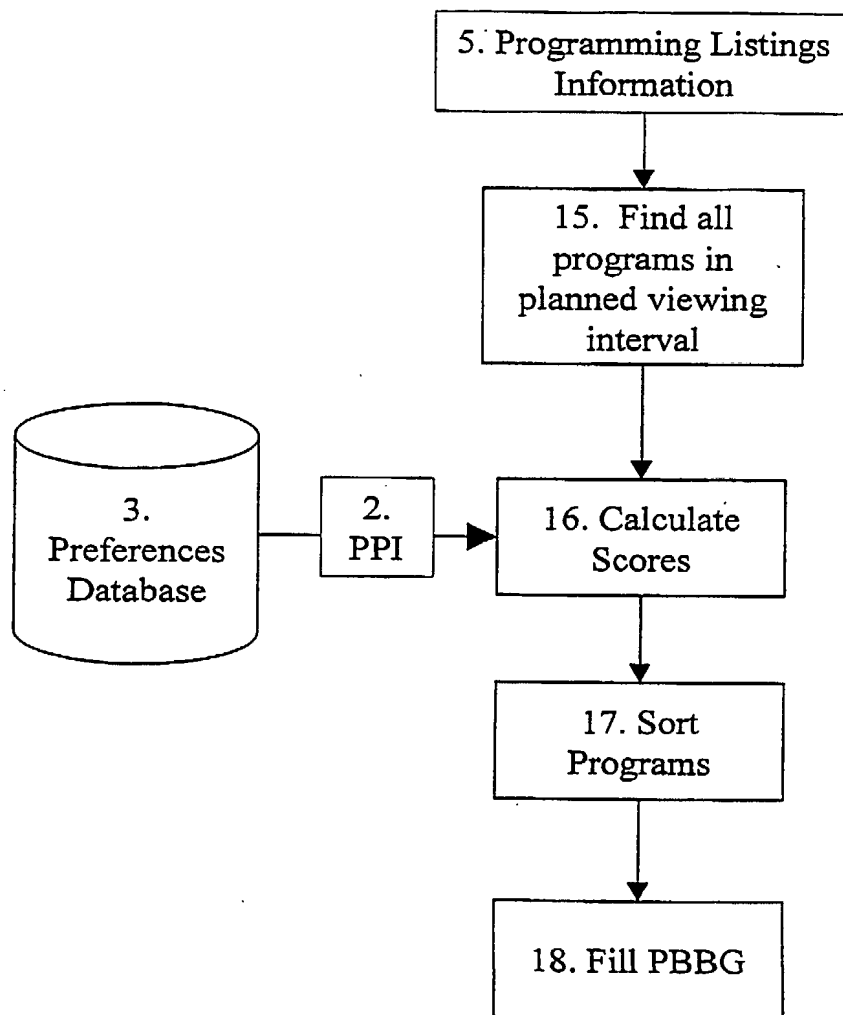 5. Programming Listings
Information
15. Find all
programs in
planned viewing
interval
3.
Preferences
Database
2.
PPI
16. Calculate
Scores
17. Sort
Programs
18. Fill PBBG